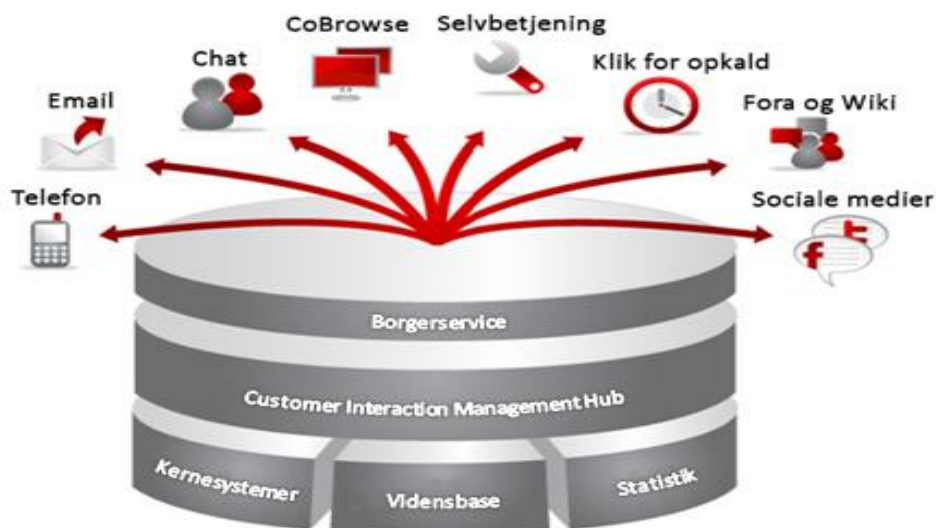 CoBrowse
Selvbetjening
Chat
Klik for opkald
Email
Fora og Wiki
Telefon
Sociale medier
f
t
Borgerservice
Customer Interaction Management Hub
Kernesystemer
Vidensbase
Statistik